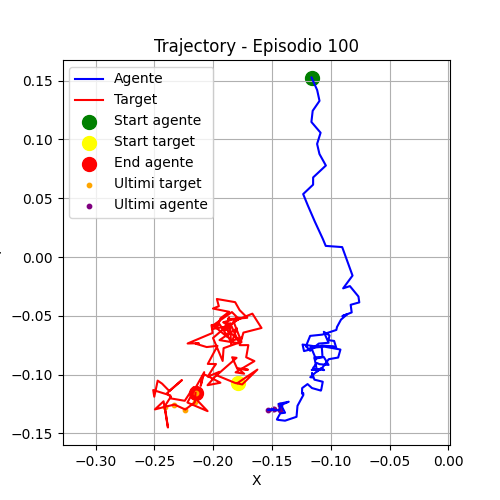 Trajectory - Episodio 100
Agente
Target
Start agente
Start target
End agente
Ultimi target
Ultimi agente
0.15
0.10
0.05
0.00
−0.05
−0.10
−0.15
−0.30
−0.25
−0.20
−0.15
−0.10
−0.05
0.00
X